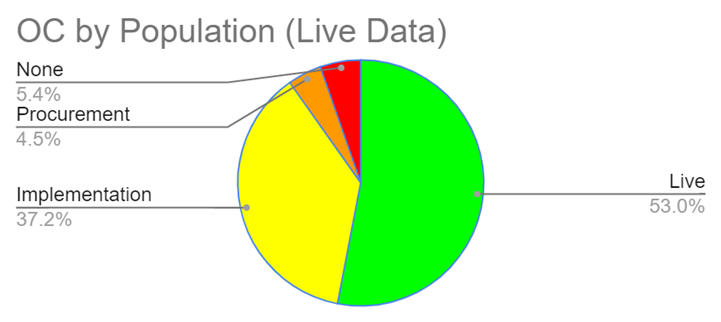 OC by Population (Live Data)
None
5.4%
Procurement
4.5%
Implementation
37.2%
Live
53.0%